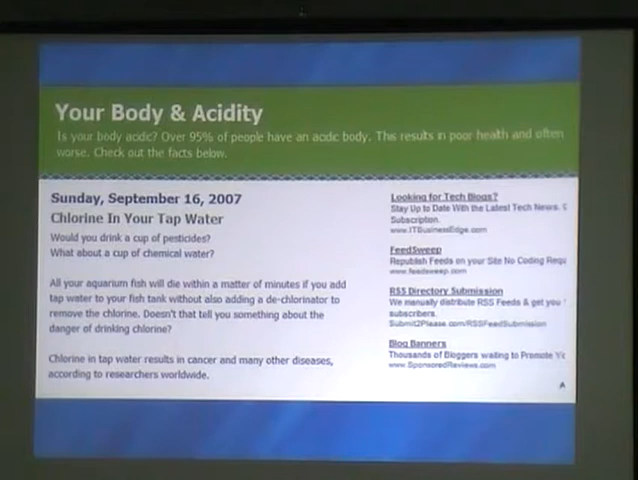 Your Body & Acidity
Is your body acidic? Over 95% of people have an acidic body. This results in poor health and often
worse. Check out the facts below.
Sunday, September 16, 2007
Chlorine In Your Tap Water
Would you drink a cup of pesticides?
What about a cup of chemical water?
All your aquarium fish will die within a matter of minutes if you add
tap water to your fish tank without also adding a de-chlorinator to
remove the chlorine. Doesn't that tell you something about the
danger of drinking chlorine?
Chlorine in tap water results in cancer and many other diseases,
according to researchers worldwide.
Looking for Tech Blogs?
Stay Up to Date With the Latest Tech News.
Subscription.
www.ITBusinessEdge.com
FeedSweep
Republish Feeds on your Site No Coding
www.feedsweep.com
RSS Directory Submission
We manually distribute RSS Feeds & get you
subscribers.
Submit2Please.com/RSSFeedSubmission
Blog Banners
Thousands of Bloggers waiting to Promote
www.SponsoredReviews.com